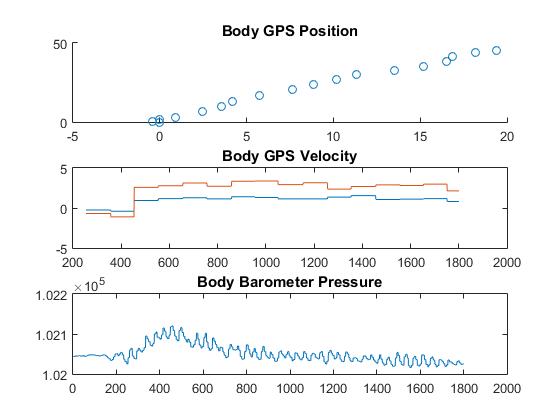 Body GPS Position
50
0
-5 0 5 10 15 20
Body GPS Velocity
5
0
-5
200 400 600 800 1000 1200 1400 1600 1800 2000
×10^5 Body Barometer Pressure
1.022
1.021
1.02
0 200 400 600 800 1000 1200 1400 1600 1800 2000